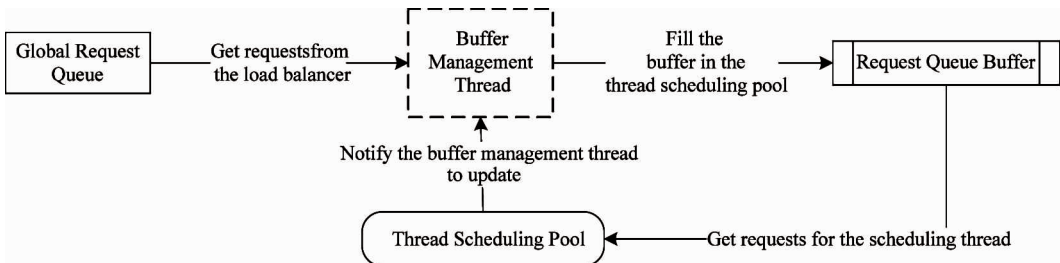 Global Request
Queue
Get requestsfrom
the load balancer
Buffer
Management
Thread
Fill the
buffer in the
thread scheduling pool
Request Queue Buffer
Notify the buffer management thread
to update
Thread Scheduling Pool
Get requests for the scheduling thread